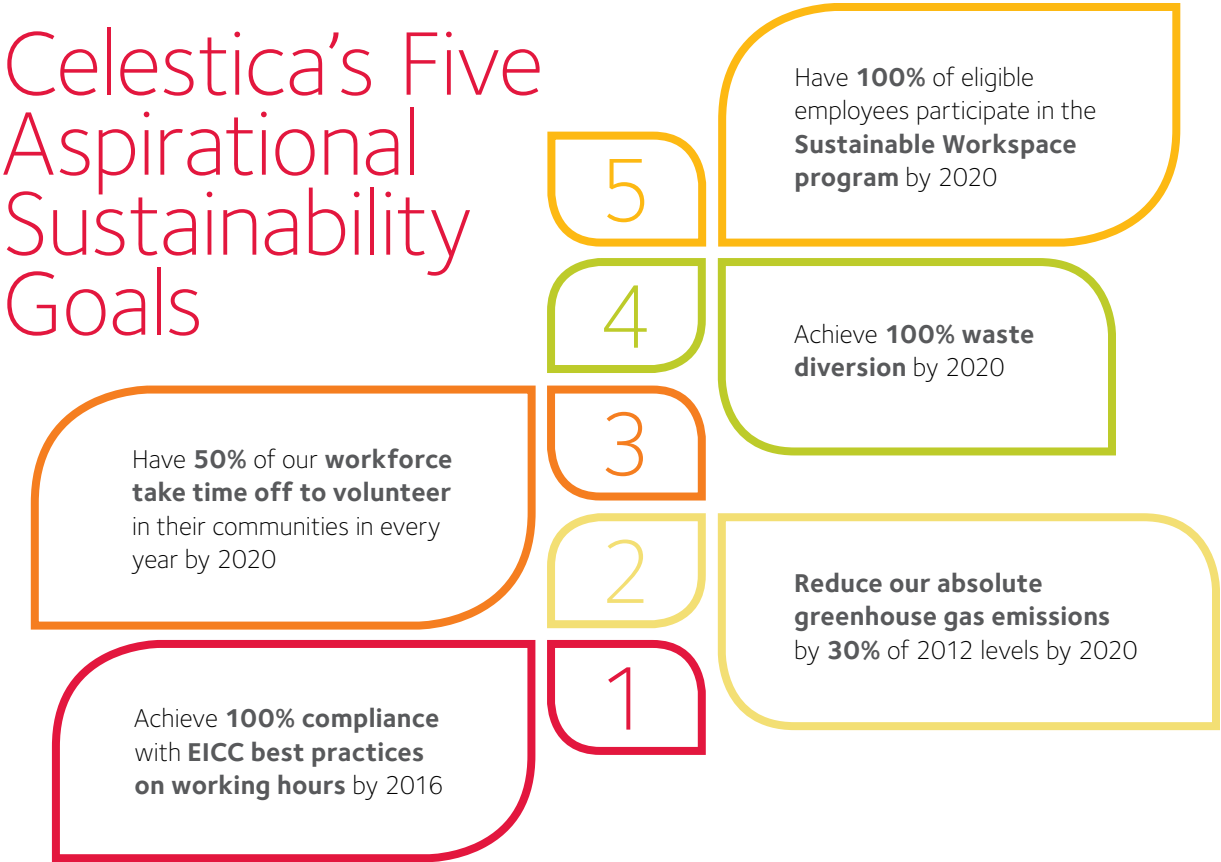 Celestica’s Five
Aspirational
Sustainability
Goals
5
Have 100% of eligible
employees participate in the
Sustainable Workspace
program by 2020
4
Achieve 100% waste
diversion by 2020
3
Have 50% of our workforce
take time off to volunteer
in their communities in every
year by 2020
2
Reduce our absolute
greenhouse gas emissions
by 30% of 2012 levels by 2020
1
Achieve 100% compliance
with EICC best practices
on working hours by 2016